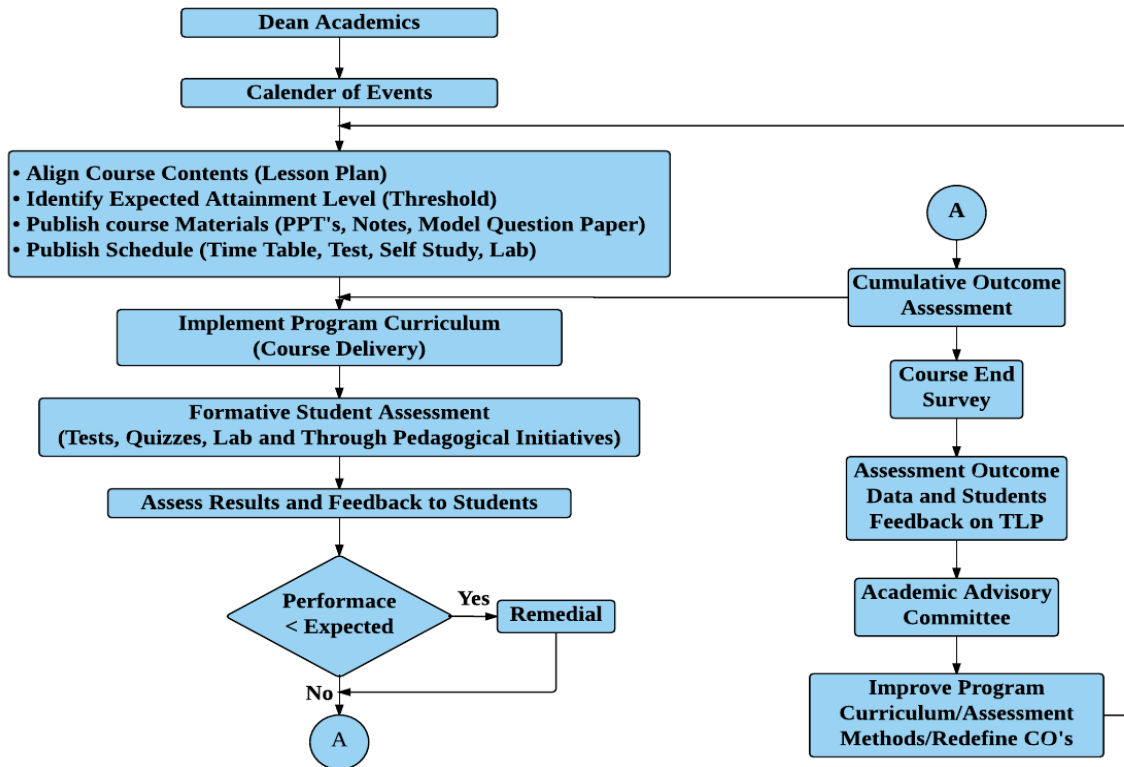 Dean Academics
Calender of Events
• Align Course Contents (Lesson Plan)
• Identify Expected Attainment Level (Threshold)
• Publish course Materials (PPT's, Notes, Model Question Paper)
• Publish Schedule (Time Table, Test, Self Study, Lab)
Implement Program Curriculum
(Course Delivery)
Formative Student Assessment
(Tests, Quizzes, Lab and Through Pedagogical Initiatives)
Assess Results and Feedback to Students
Performace
< Expected
Yes
Remedial
No
A
A
Cumulative Outcome
Assessment
Course End
Survey
Assessment Outcome
Data and Students
Feedback on TLP
Academic Advisory
Committee
Improve Program
Curriculum/Assessment
Methods/Redefine CO's